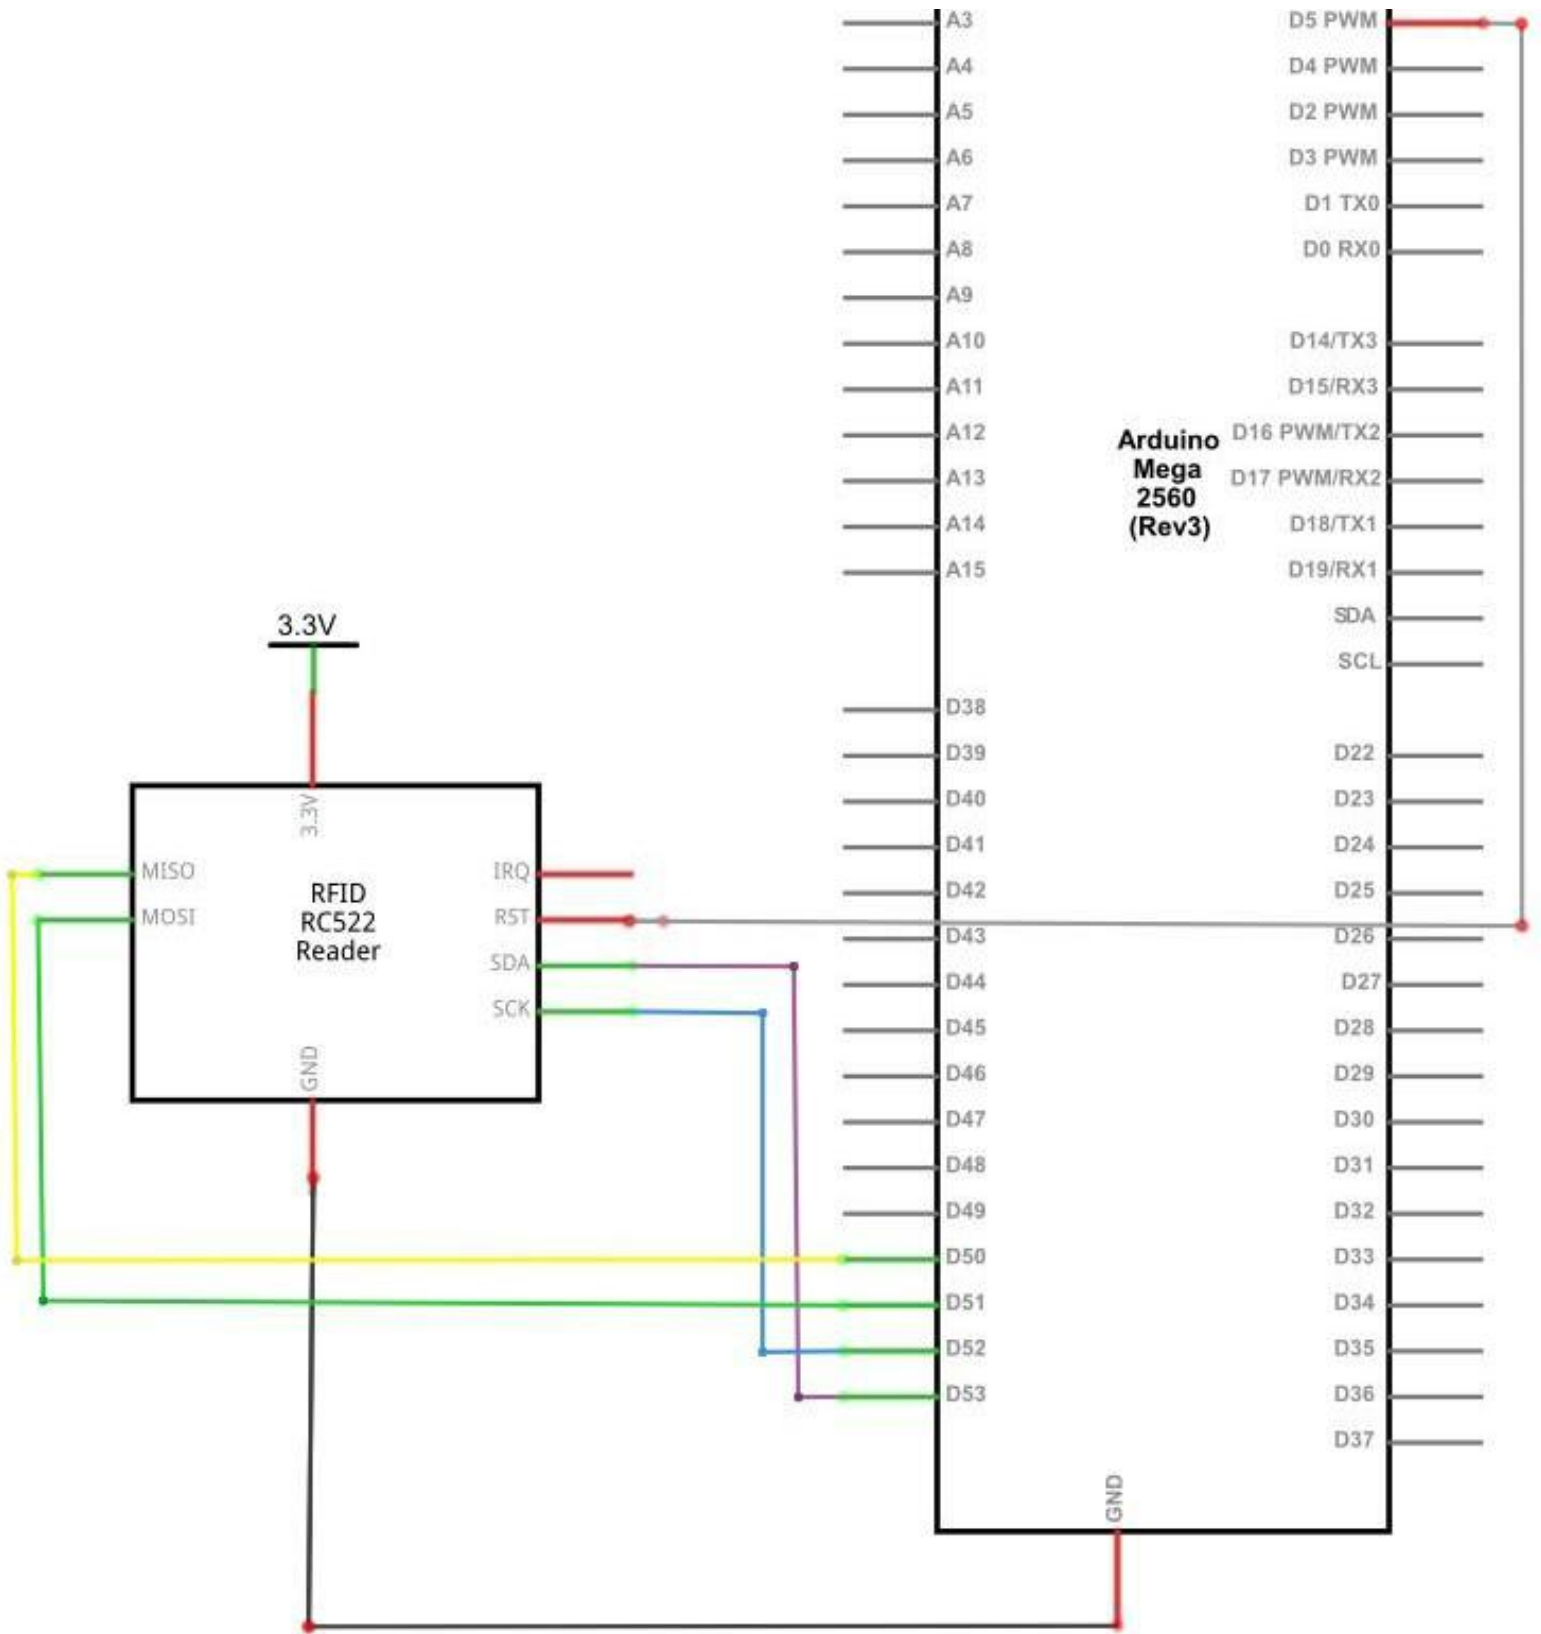 A3
A4
A5
A6
A7
A8
A9
A10
A11
A12
A13
A14
A15
D38
D39
D40
D41
D42
D43
D44
D45
D46
D47
D48
D49
D50
D51
D52
D53
D5 PWM
D4 PWM
D2 PWM
D3 PWM
D1 TX0
D0 RX0
D14/TX3
D15/RX3
D16 PWM/TX2
D17 PWM/RX2
D18/TX1
D19/RX1
SDA
SCL
D22
D23
D24
D25
D26
D27
D28
D29
D30
D31
D32
D33
D34
D35
D36
D37
GND
Arduino
Mega
2560
(Rev3)
3.3V
3.3V
MISO
MOSI
IRQ
RST
SDA
SCK
GND
RFID
RC522
Reader